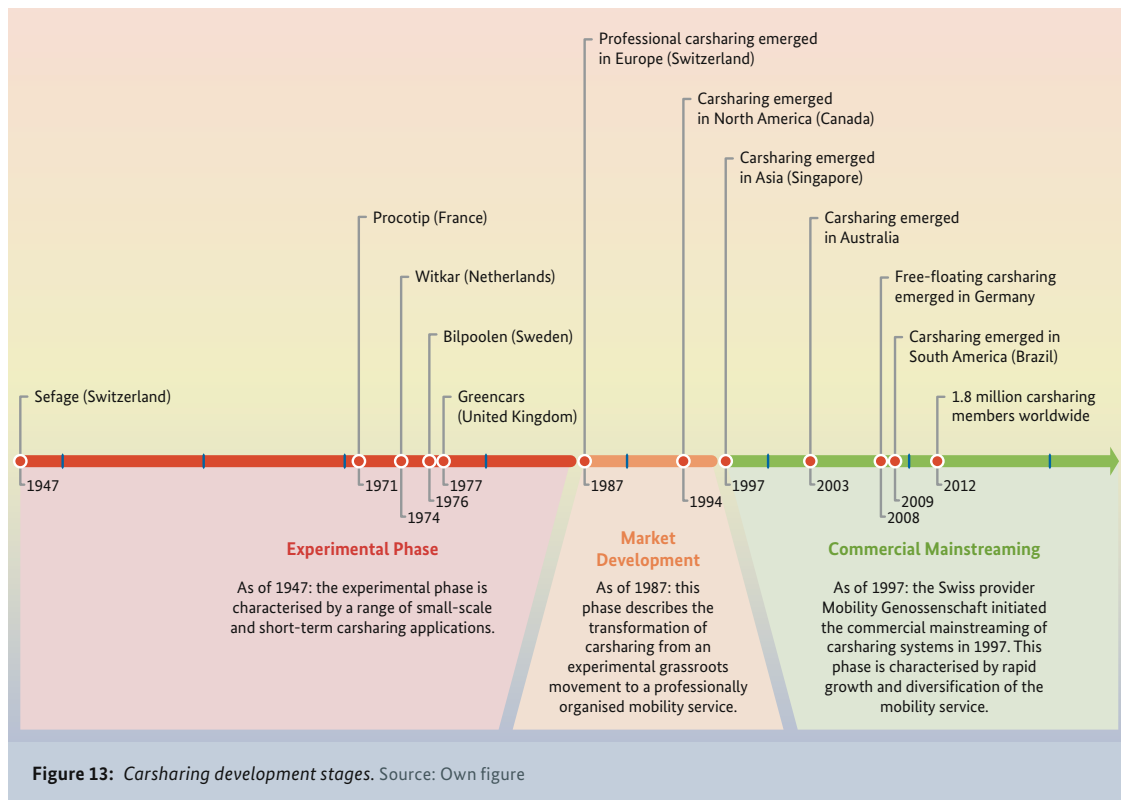 Professional carsharing emerged
in Europe (Switzerland)
Carsharing emerged
in North America (Canada)
Carsharing emerged
in Asia (Singapore)
Procotip (France)
Carsharing emerged
in Australia
Witkar (Netherlands)
Free-floating carsharing
emerged in Germany
Bilpoolen (Sweden)
Carsharing emerged in
South America (Brazil)
Sefage (Switzerland)
Greencars
(United Kingdom)
1.8 million carsharing
members worldwide
1947
1971
1974
1976
1977
1987
1994
1997
2003
2008
2009
2012
Experimental Phase
As of 1947: the experimental phase is
characterised by a range of small-scale
and short-term carsharing applications.
Market
Development
As of 1987: this
phase describes the
transformation of
carsharing from an
experimental grassroots
movement to a professionally
organised mobility service.
Commercial Mainstreaming
As of 1997: the Swiss provider
Mobility Genossenschaft initiated
the commercial mainstreaming of
carsharing systems in 1997. This
phase is characterised by rapid
growth and diversification of the
mobility service.
Figure 13: Carsharing development stages. Source: Own figure